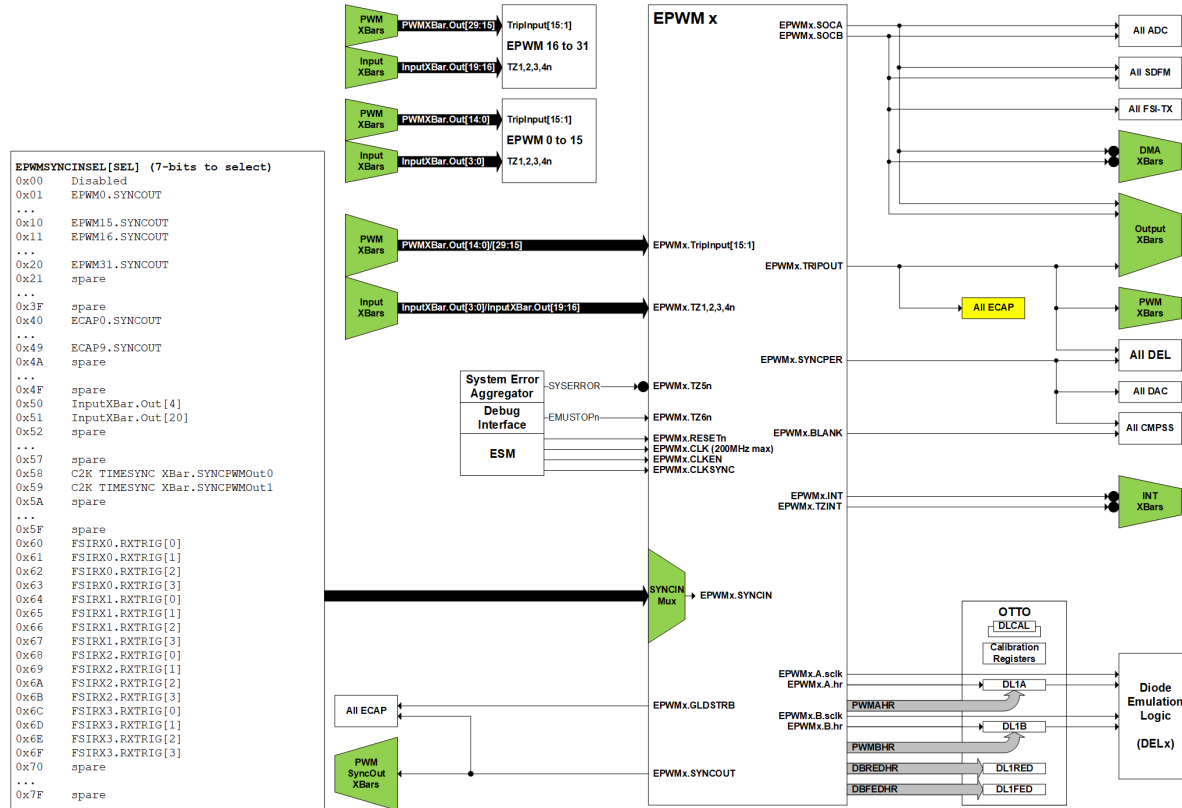 PWM
XBars
PWMXBar.Out[29:15]
TripInput[15:1]
EPWM 16 to 31
Input
XBars
InputXBar.Out[19:16]
TZ1,2,3,4n
PWM
XBars
PWMXBar.Out[14:0]
TripInput[15:1]
EPWM 0 to 15
Input
XBars
InputXBar.Out[3:0]
TZ1,2,3,4n
EPWMSYNCINSEL[SEL] (7-bits to select)
0x00 Disabled
0x01 EPWM0.SYNCOUT
...
0x10 EPWM15.SYNCOUT
0x11 EPWM16.SYNCOUT
...
0x20 EPWM31.SYNCOUT
0x21 spare
...
0x3F spare
0x40 ECAP0.SYNCOUT
...
0x49 ECAP9.SYNCOUT
0x4A spare
...
0x4F spare
0x50 InputXBar.Out[4]
0x51 InputXBar.Out[20]
0x52 spare
...
0x57 spare
0x58 C2K TIMESYNC XBar.SYNCPWMOut0
0x59 C2K TIMESYNC XBar.SYNCPWMOut1
0x5A spare
...
0x5F spare
0x60 FSIRX0.RXTRIG[0]
0x61 FSIRX0.RXTRIG[1]
0x62 FSIRX0.RXTRIG[2]
0x63 FSIRX0.RXTRIG[3]
0x64 FSIRX1.RXTRIG[0]
0x65 FSIRX1.RXTRIG[1]
0x66 FSIRX1.RXTRIG[2]
0x67 FSIRX1.RXTRIG[3]
0x68 FSIRX2.RXTRIG[0]
0x69 FSIRX2.RXTRIG[1]
0x6A FSIRX2.RXTRIG[2]
0x6B FSIRX2.RXTRIG[3]
0x6C FSIRX3.RXTRIG[0]
0x6D FSIRX3.RXTRIG[1]
0x6E FSIRX3.RXTRIG[2]
0x6F FSIRX3.RXTRIG[3]
0x70 spare
...
0x7F spare
PWM
XBars
PWMXBar.Out[14:0]/[29:15]
Input
XBars
InputXBar.Out[3:0]/InputXBar.Out[19:16]
System Error
Aggregator
SYSERROR
Debug
Interface
EMUSTOPn
ESM
All ECAP
PWM
SyncOut
XBars
EPWM x
EPWMx.TripInput[15:1]
EPWMx.TZ1,2,3,4n
EPWMx.TZ5n
EPWMx.TZ6n
EPWMx.RESETn
EPWMx.CLK (200MHz max)
EPWMx.CLKEN
EPWMx.CLKSYNC
SYNCIN
Mux
EPWMx.SYNCIN
EPWMx.GLDSTRB
EPWMx.SYNCOUT
EPWMx.SOCA
EPWMx.SOCB
EPWMx.TRIPOUT
EPWMx.SYNCPER
EPWMx.BLANK
EPWMx.INT
EPWMx.TZINT
EPWMx.A.sclk
EPWMx.A.hr
PWMAHR
EPWMx.B.sclk
EPWMx.B.hr
PWMBHR
DBREDHR
DBFEDHR
All ECAP
OTTO
DLCAL
Calibration
Registers
DL1A
DL1B
DL1RED
DL1FED
All ADC
All SDFM
All FSI-TX
DMA
XBars
Output
XBars
PWM
XBars
All DEL
All DAC
All CMPSS
INT
XBars
Diode
Emulation
Logic
(DELx)